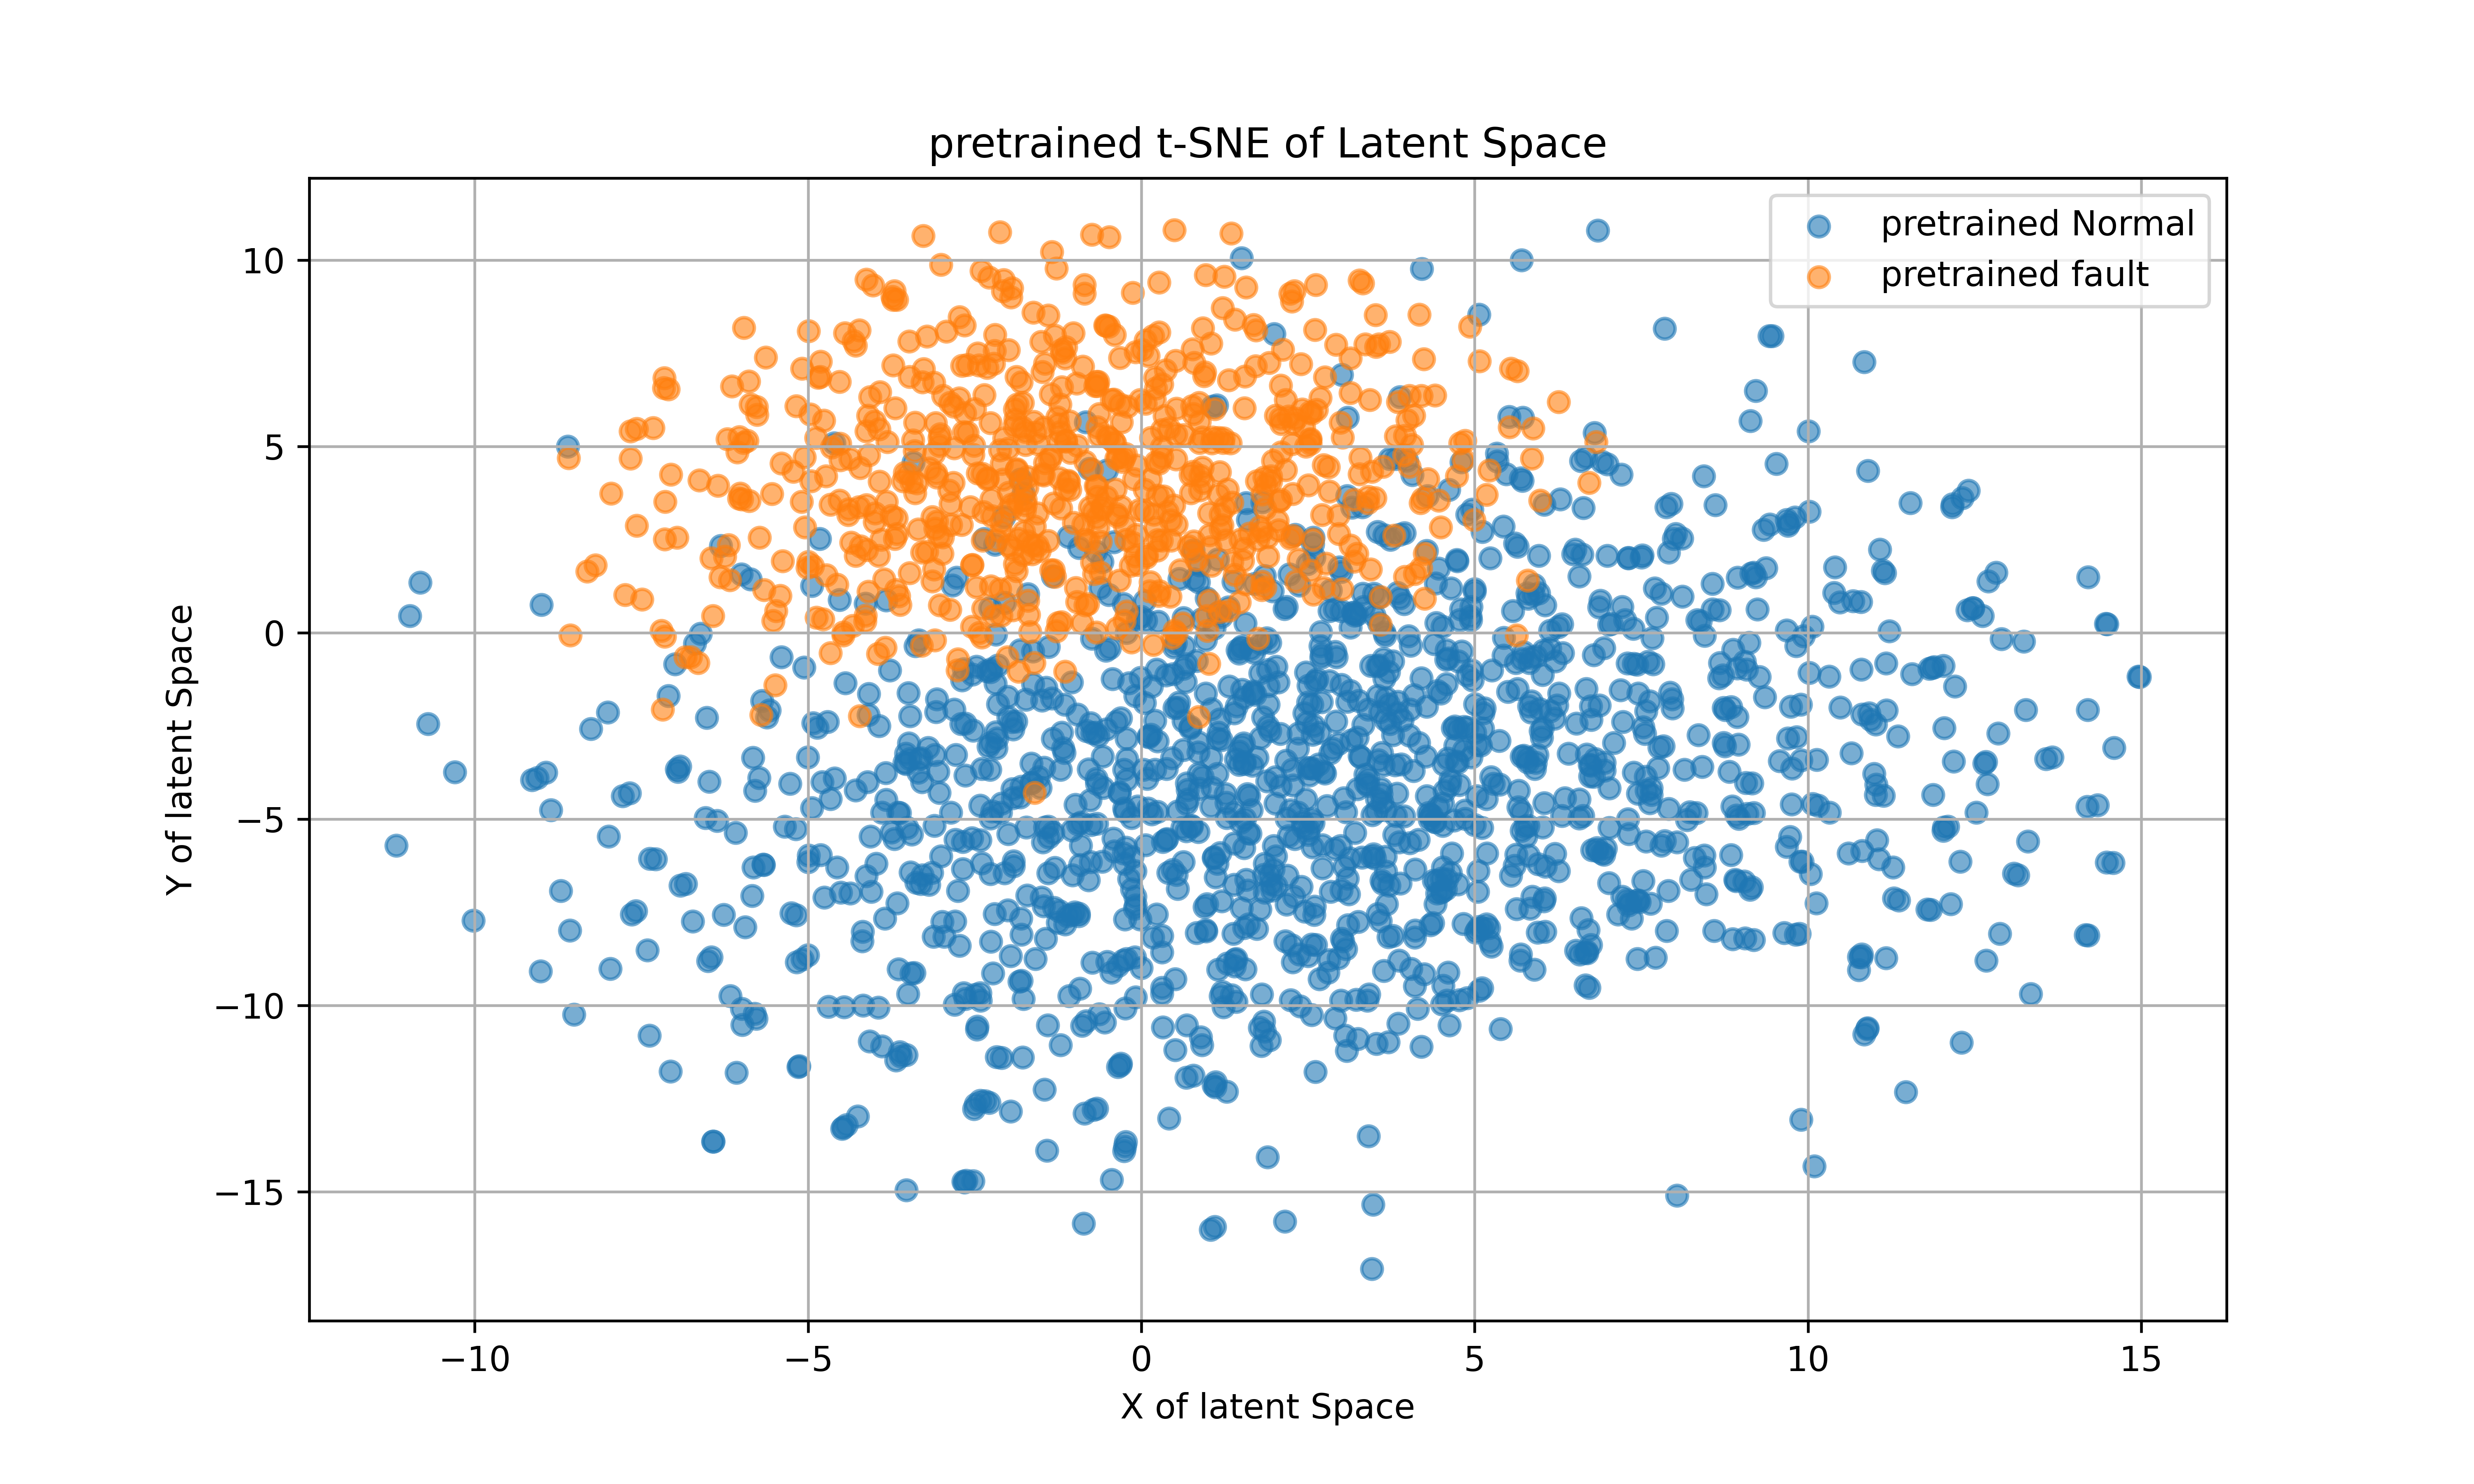 pretrained t-SNE of Latent Space
pretrained Normal
pretrained fault
10
5
0
−5
−10
−15
Y of latent Space
−10
−5
0
5
10
15
X of latent Space